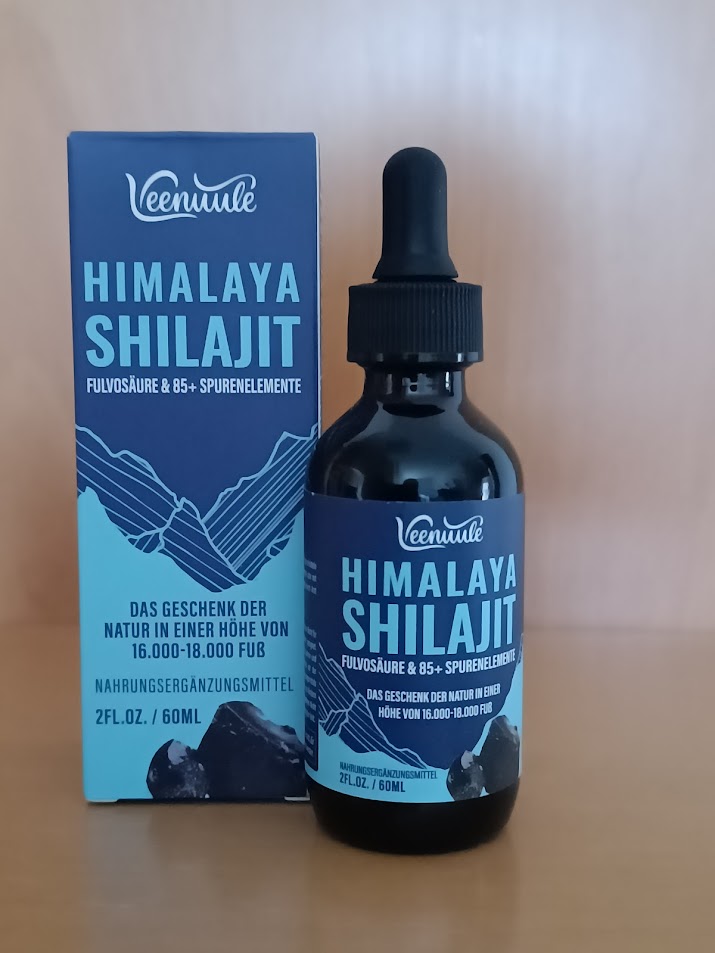 Veenuule
HIMALAYA
SHILAJIT
FULVOSÄURE & 85+ SPURENELEMENTE
DAS GESCHENK DER
NATUR IN EINER HÖHE VON
16.000-18.000 FUß
NAHRUNGSERGÄNZUNGSMITTEL
2FL.OZ. / 60ML
Veenuule
HIMALAYA
SHILAJIT
FULVOSÄURE & 85+ SPURENELEMENTE
DAS GESCHENK DER NATUR IN EINER
HÖHE VON 16.000-18.000 FUß
NAHRUNGSERGÄNZUNGSMITTEL
2FL.OZ. / 60ML